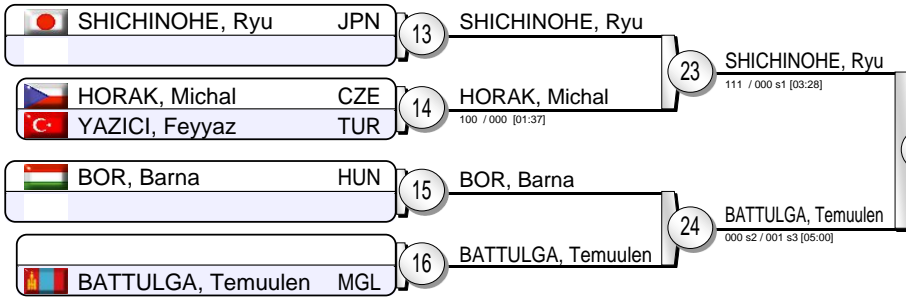 SHICHINOHE, Ryu JPN
13
SHICHINOHE, Ryu
HORAK, Michal CZE
YAZICI, Feyyaz TUR
14
HORAK, Michal
100 / 000 [01:37]
23
SHICHINOHE, Ryu
111 / 000 s1 [03:28]
BOR, Barna HUN
15
BOR, Barna
BATTULGA, Temuulen MGL
16
BATTULGA, Temuulen
24
BATTULGA, Temuulen
000 s2 / 001 s3 [05:00]